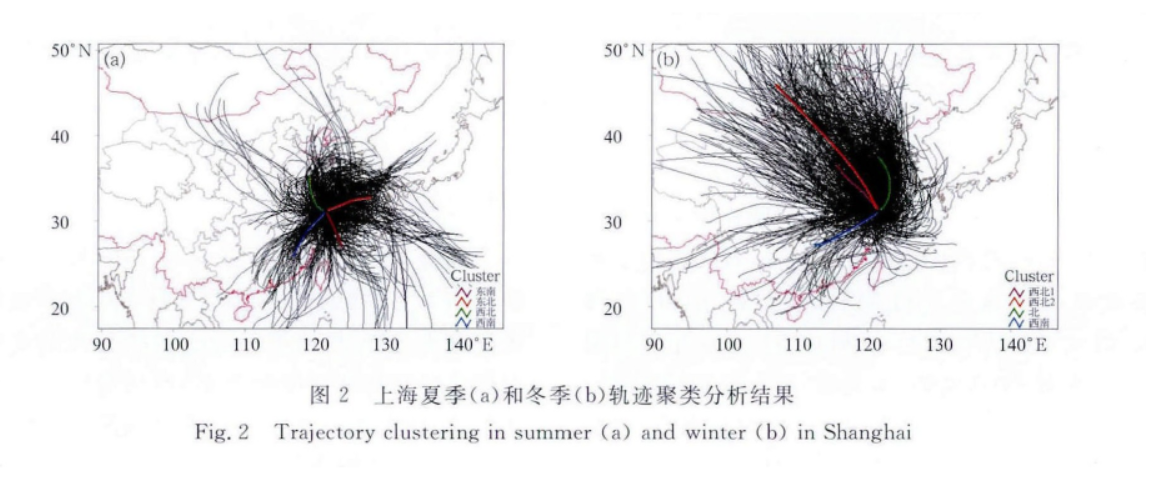 (a)
50°N
40
30
20
90 100 110 120 130 140°E
Cluster
东南
东北
西北
西南
(b)
50°N
40
30
20
90 100 110 120 130 140°E
Cluster
西北1
西北2
北
西南
图 2 上海夏季(a)和冬季(b)轨迹聚类分析结果
Fig. 2 Trajectory clustering in summer (a) and winter (b) in Shanghai